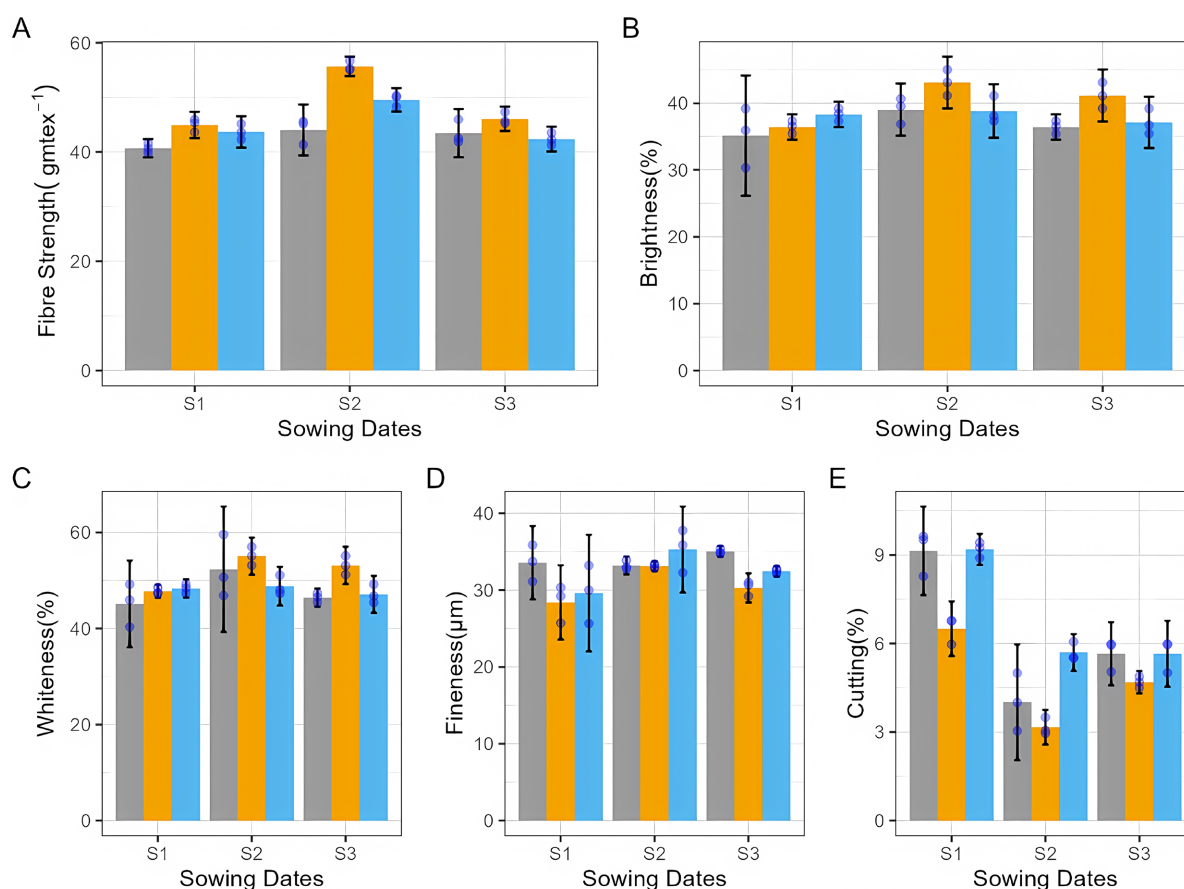 A
Fibre Strength( gmtex⁻¹)
60
40
20
0
S1 S2 S3
Sowing Dates
B
Brightness(%)
40
30
20
10
0
S1 S2 S3
Sowing Dates
C
Whiteness(%)
60
40
20
0
S1 S2 S3
Sowing Dates
D
Fineness(µm)
40
30
20
10
0
S1 S2 S3
Sowing Dates
E
Cutting(%)
9
6
3
0
S1 S2 S3
Sowing Dates